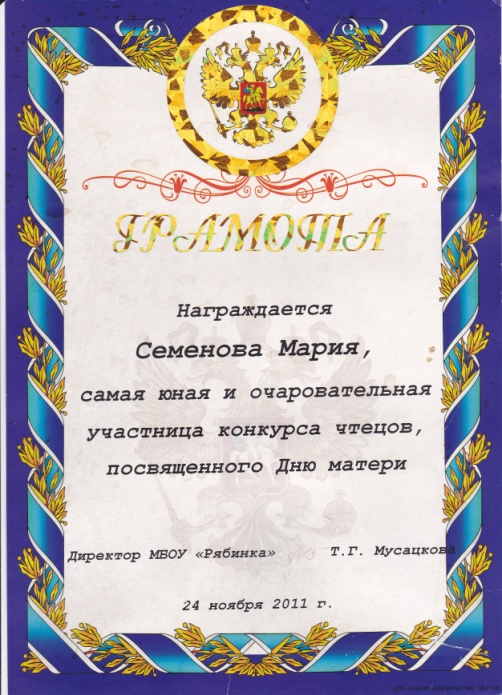 ГРАМОТА
Награждается
Семенова Мария,
самая юная и очаровательная
участница конкурса чтецов,
посвященного Дню матери
Директор МБОУ «Рябинка» Т.Г. Мусацкова
24 ноября 2011 г.